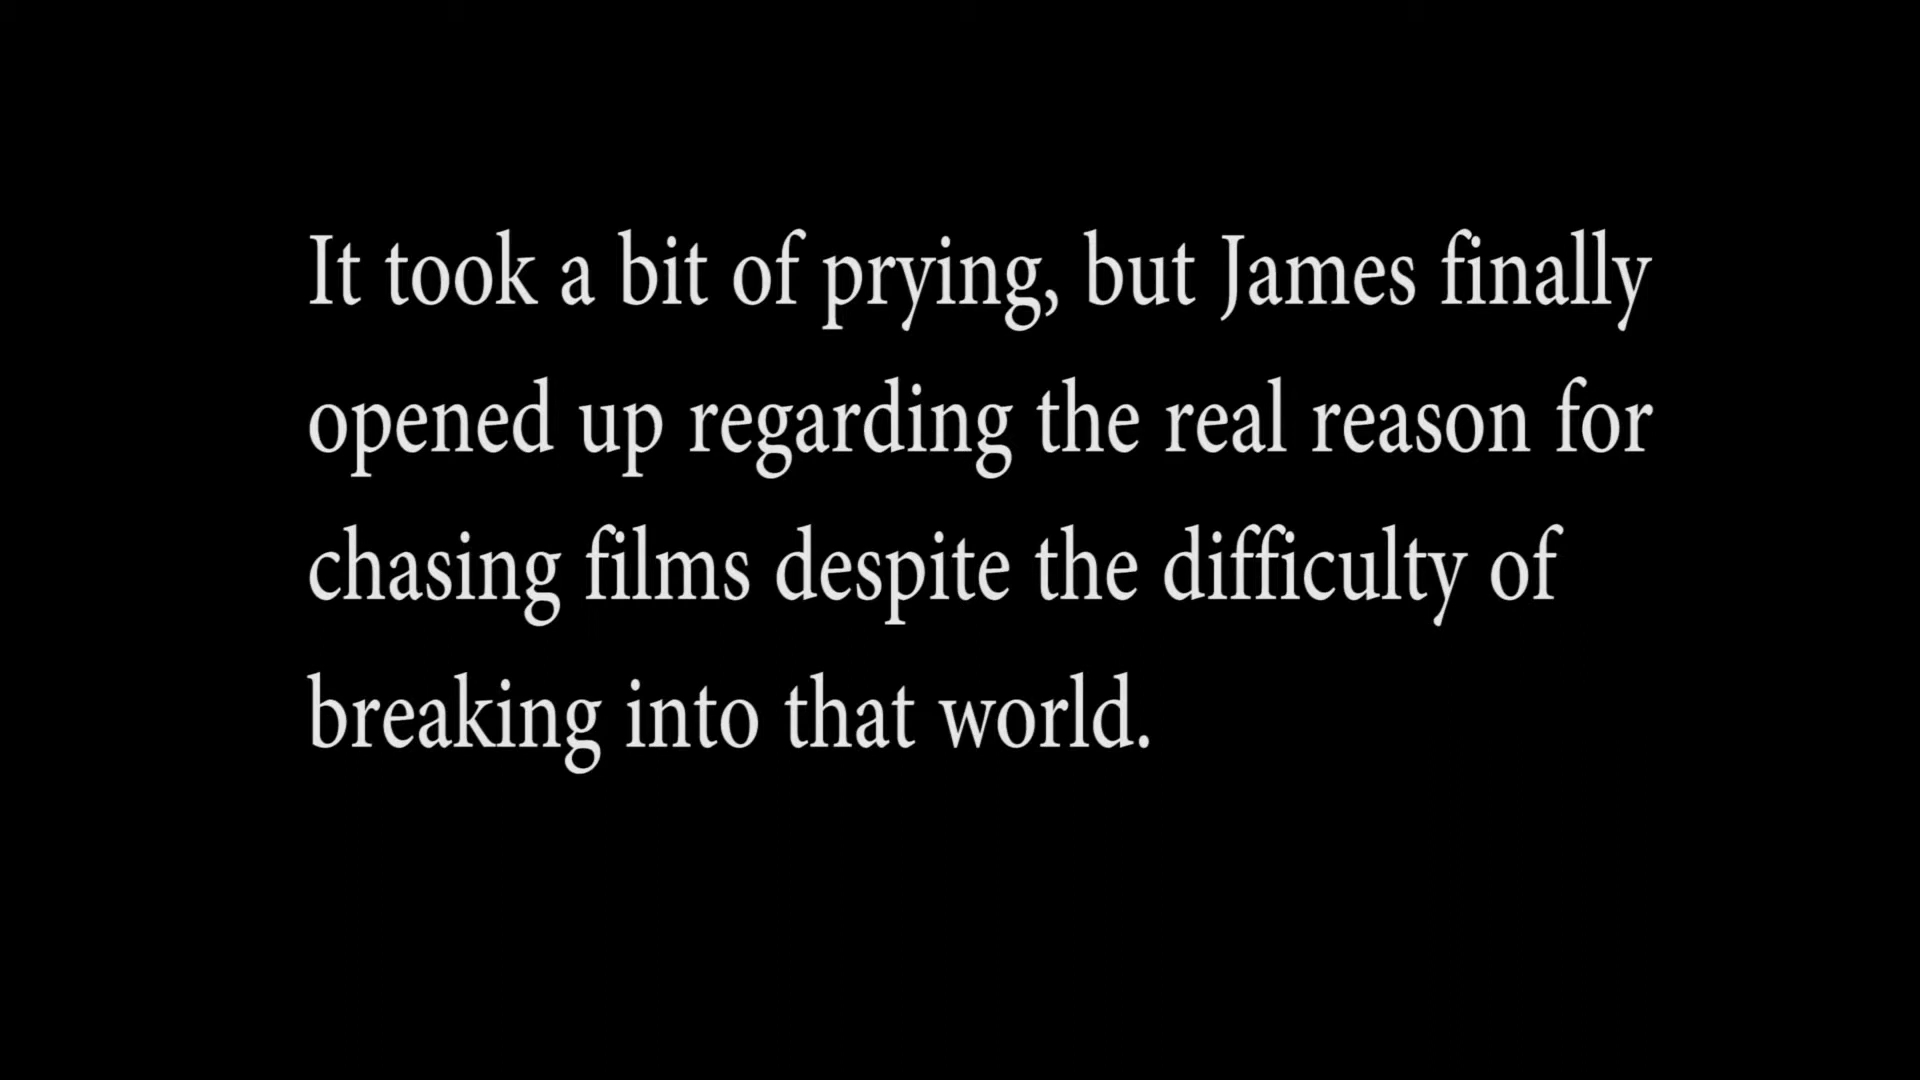 It took a bit of prying, but James finally
opened up regarding the real reason for
chasing films despite the difficulty of
breaking into that world.